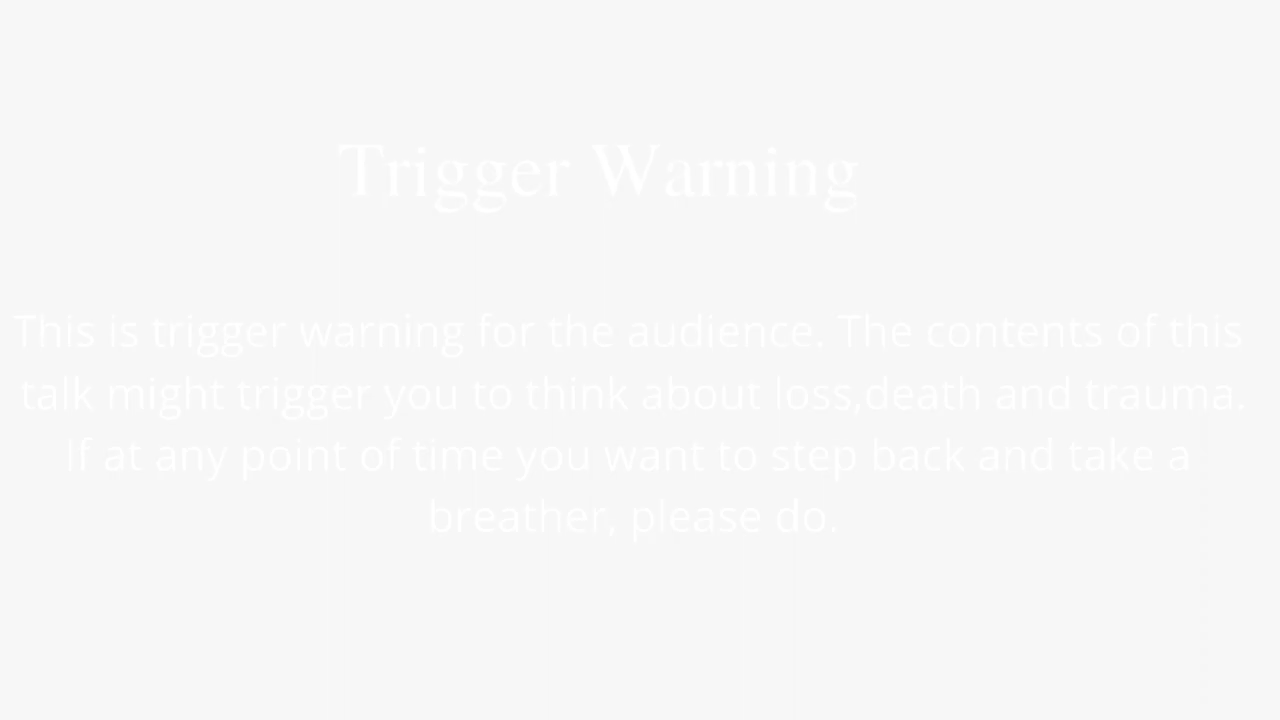 Trigger Warning
This is trigger warning for the audience. The contents of this
talk might trigger you to think about loss,death and trauma.
If at any point of time you want to step back and take a
breather, please do.